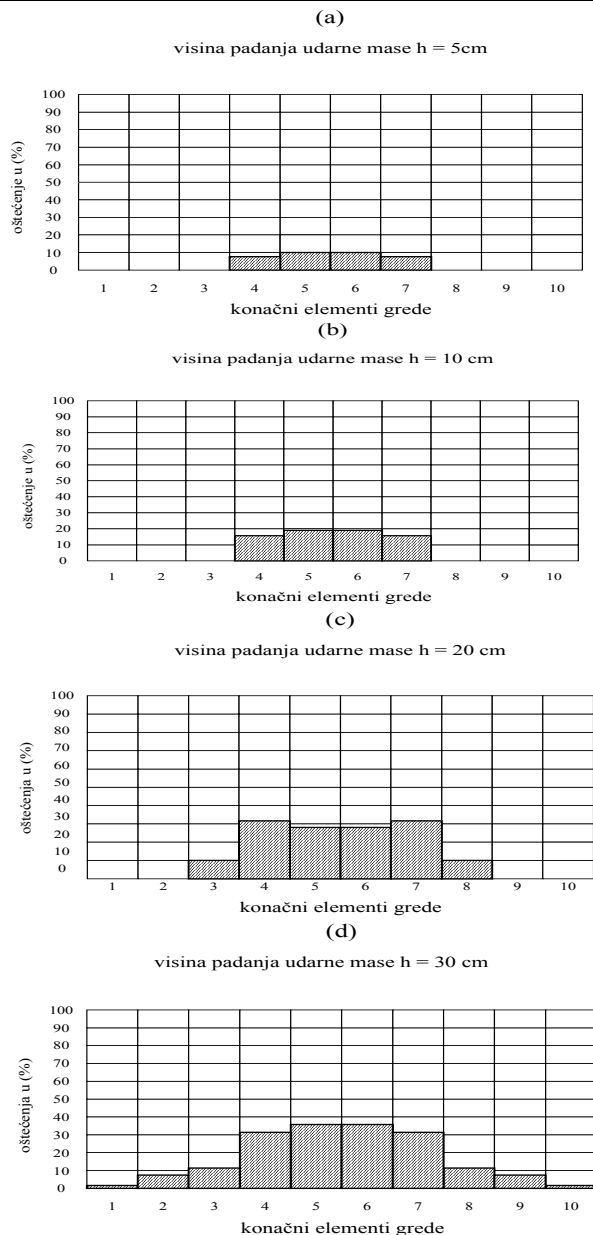 (a)
visina padanja udarne mase h = 5cm
oštećenje u (%)
100
90
80
70
60
50
40
30
20
10
0
1 2 3 4 5 6 7 8 9 10
konačni elementi grede
(b)
visina padanja udarne mase h = 10 cm
oštećenje u (%)
100
90
80
70
60
50
40
30
20
10
0
1 2 3 4 5 6 7 8 9 10
konačni elementi grede
(c)
visina padanja udarne mase h = 20 cm
oštećenja u (%)
100
90
80
70
60
50
40
30
20
10
0
1 2 3 4 5 6 7 8 9 10
konačni elementi grede
(d)
visina padanja udarne mase h = 30 cm
oštećenja u (%)
100
90
80
70
60
50
40
30
20
10
0
1 2 3 4 5 6 7 8 9 10
konačni elementi grede